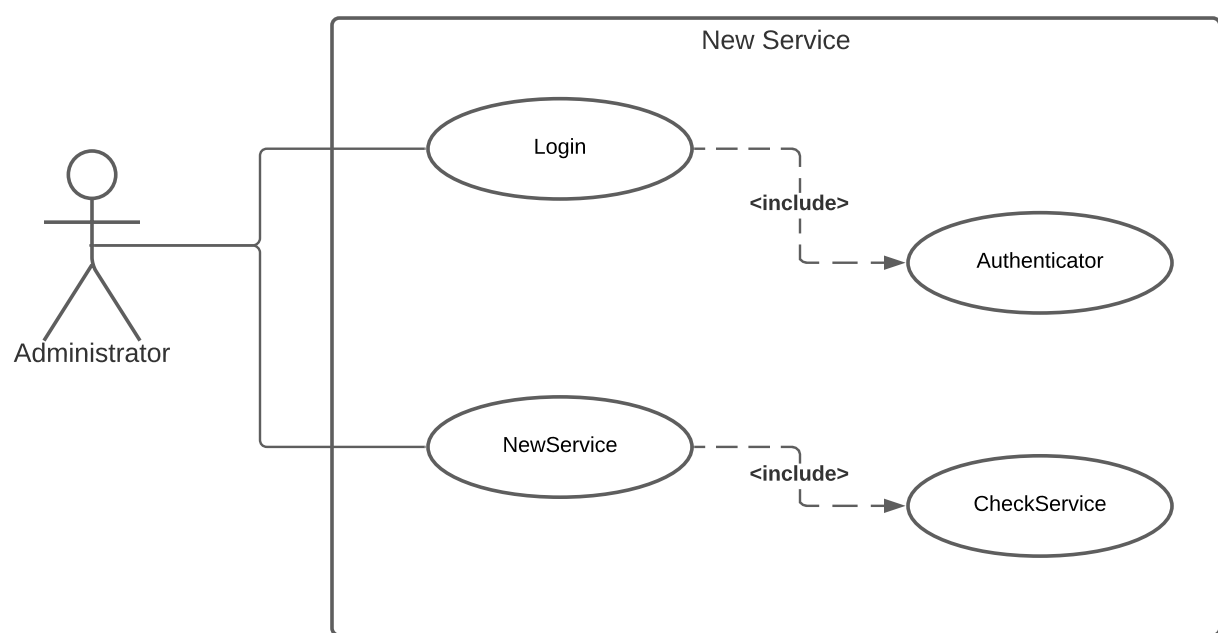 New Service
Login
<include>
Authenticator
Administrator
NewService
<include>
CheckService